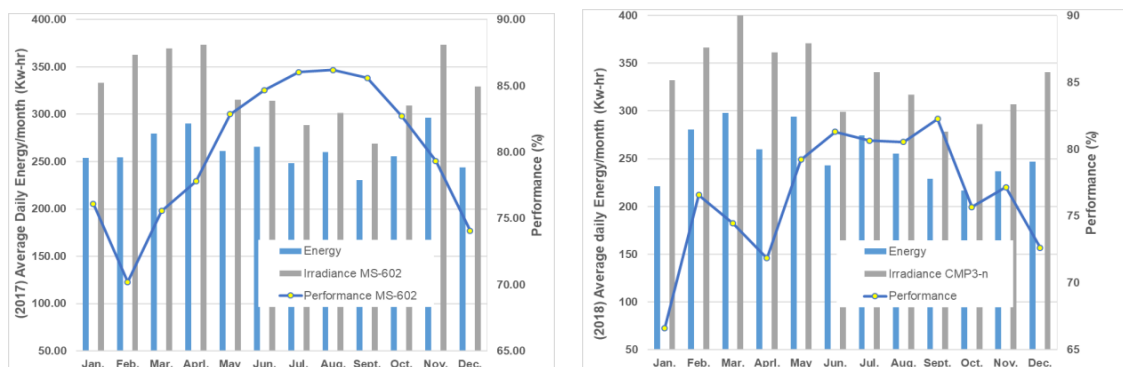 400.00
350.00
300.00
250.00
200.00
150.00
100.00
50.00
(2017) Average Daily Energy/month (Kw-hr)
90.00
85.00
80.00
75.00
70.00
65.00
Performance (%)
Energy
Irradiance MS-602
Performance MS-602
Jan. Feb. Mar. Aprl. May Jun. Jul. Aug. Sept. Oct. Nov. Dec.
400
350
300
250
200
150
100
50
(2018) Average daily Energy/month (Kw-hr)
90
85
80
75
70
65
Performance (%)
Energy
Irradiance CMP3-n
Performance
Jan. Feb. Mar. Aprl. May Jun. Jul. Aug. Sept. Oct. Nov. Dec.